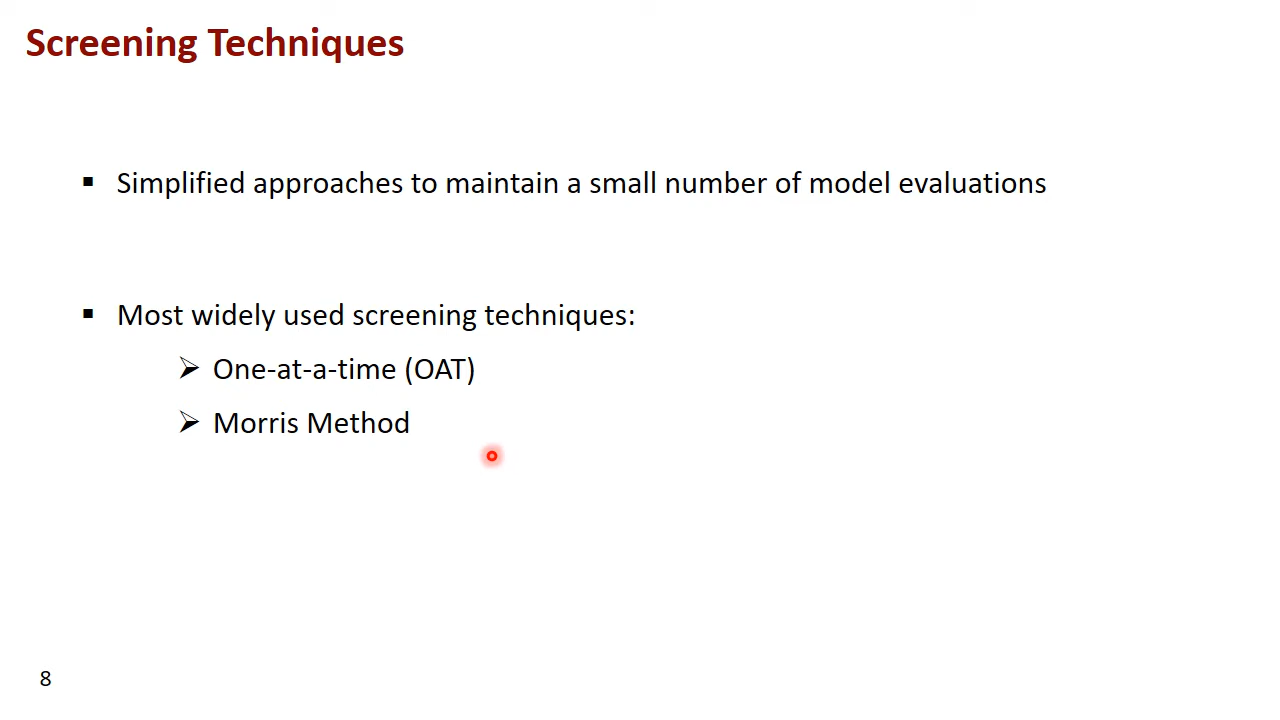 Screening Techniques
▪ Simplified approaches to maintain a small number of model evaluations
▪ Most widely used screening techniques:
➢ One-at-a-time (OAT)
➢ Morris Method
8